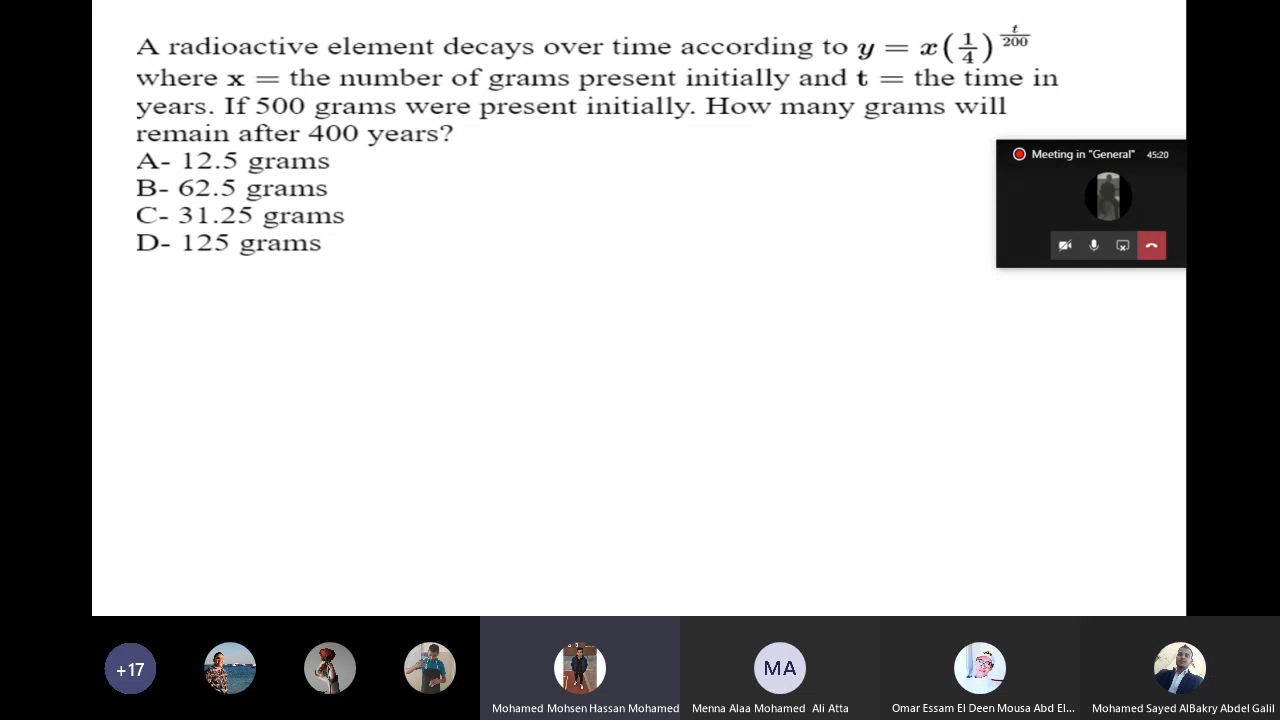 A radioactive element decays over time according to y = x(1/4)^(t/200)
where x = the number of grams present initially and t = the time in
years. If 500 grams were present initially. How many grams will
remain after 400 years?
A- 12.5 grams
B- 62.5 grams
C- 31.25 grams
D- 125 grams
Meeting in "General" 45:20
+17
MA
Mohamed Mohsen Hassan Mohamed
Menna Alaa Mohamed Ali Atta
Omar Essam El Deen Mousa Abd El...
Mohamed Sayed AlBakry Abdel Galil